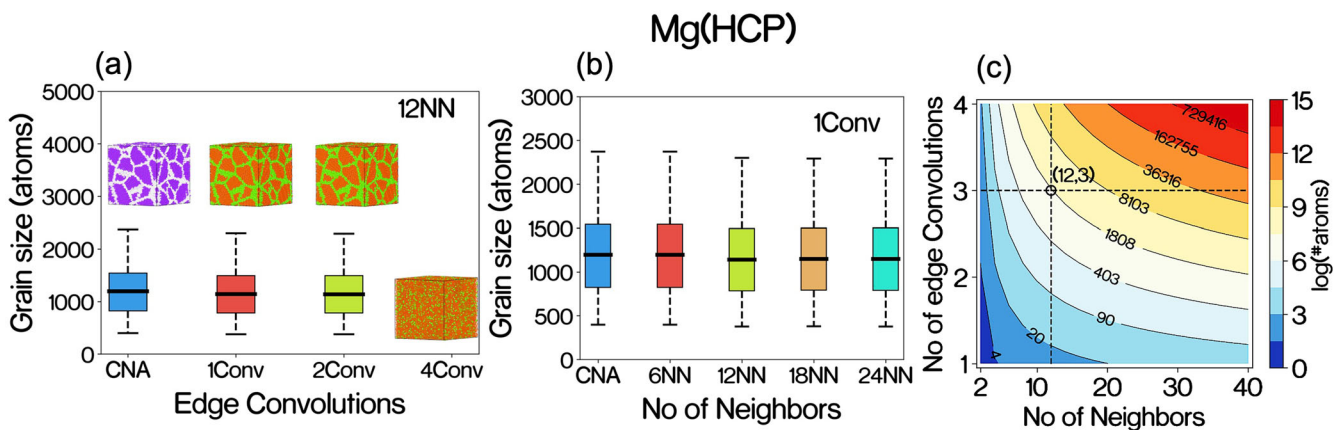 Mg(HCP)
(a)
12NN
Grain size (atoms)
5000
4000
3000
2000
1000
0
CNA
1Conv
2Conv
4Conv
Edge Convolutions
(b)
1Conv
Grain size (atoms)
3000
2500
2000
1500
1000
500
0
CNA
6NN
12NN
18NN
24NN
No of Neighbors
(c)
No of edge Convolutions
4
3
2
1
729416
162755
36316
8103
1808
403
90
20
4
(12,3)
2
10
20
30
40
No of Neighbors
15
12
9
6
3
0
log(#atoms)